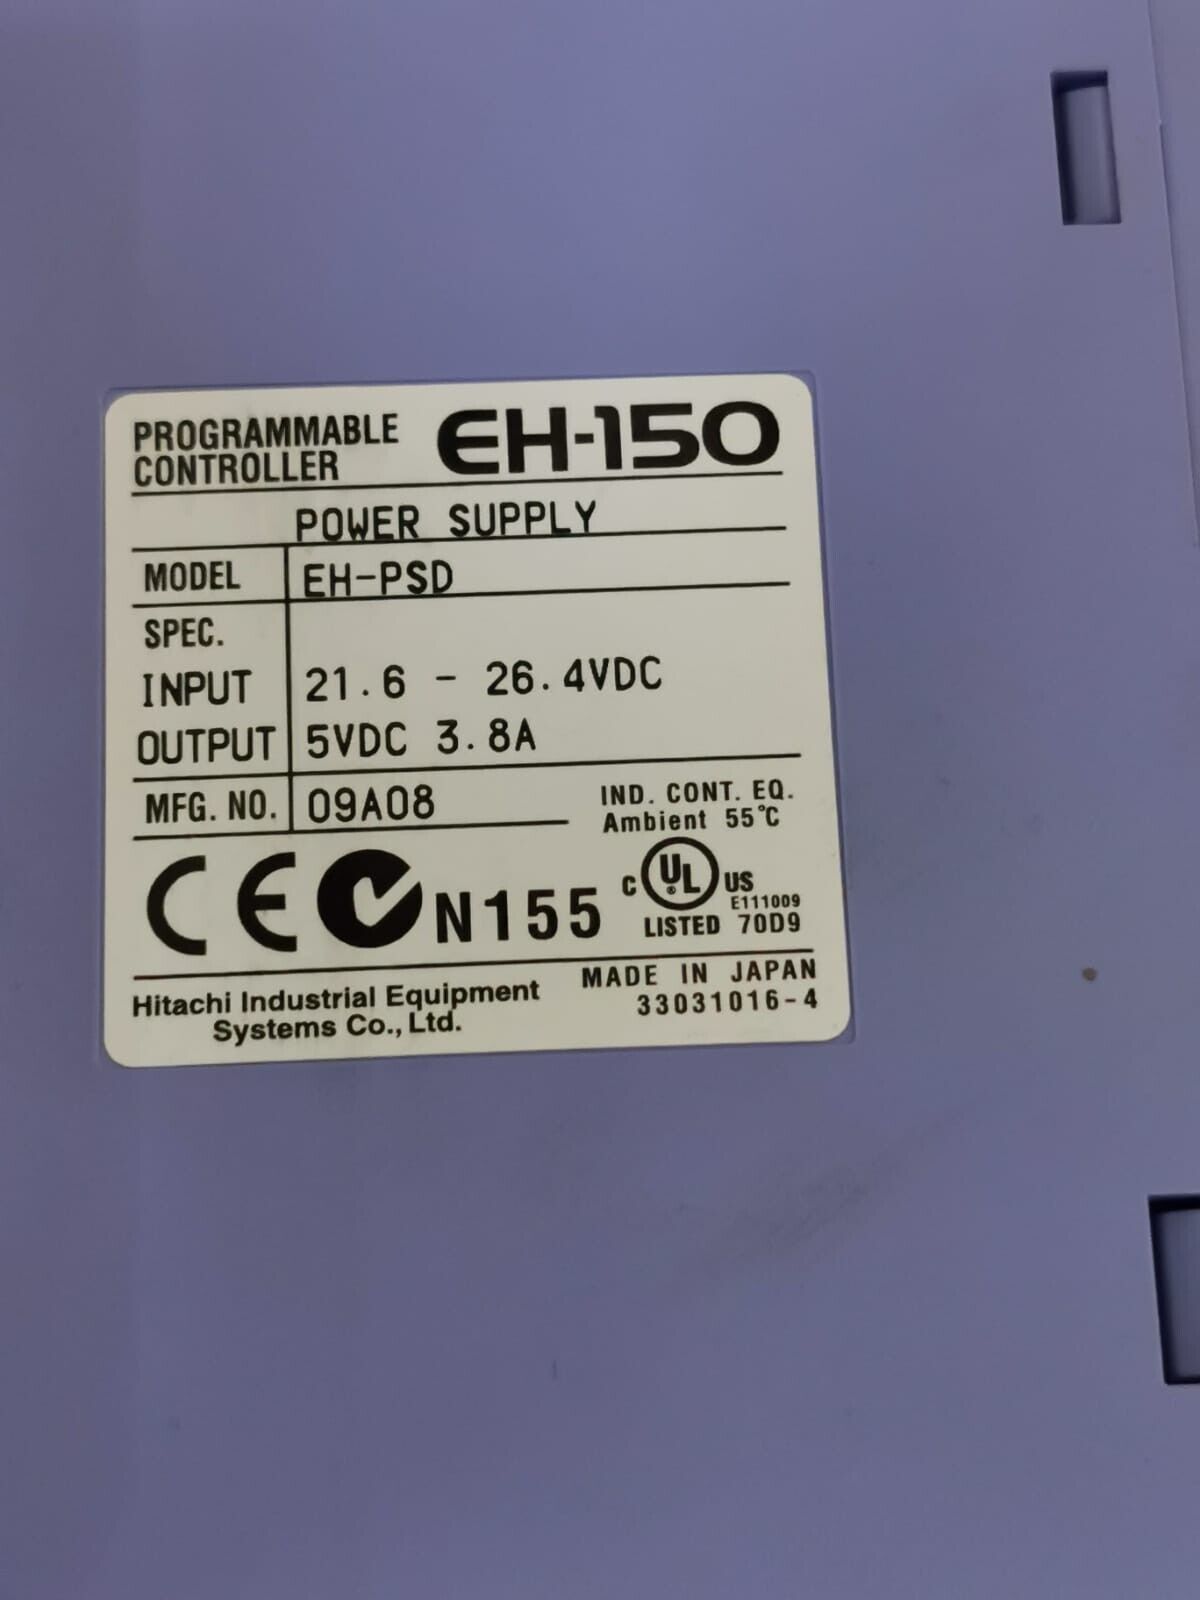 PROGRAMMABLE CONTROLLER EH-150
POWER SUPPLY
MODEL EH-PSD
SPEC.
INPUT 21.6 - 26.4VDC
OUTPUT 5VDC 3.8A
MFG. NO. 09A08
IND. CONT. EQ.
Ambient 55℃
CE N155 C UL® US
E111009
LISTED 70D9
Hitachi Industrial Equipment
Systems Co., Ltd.
MADE IN JAPAN
33031016-4